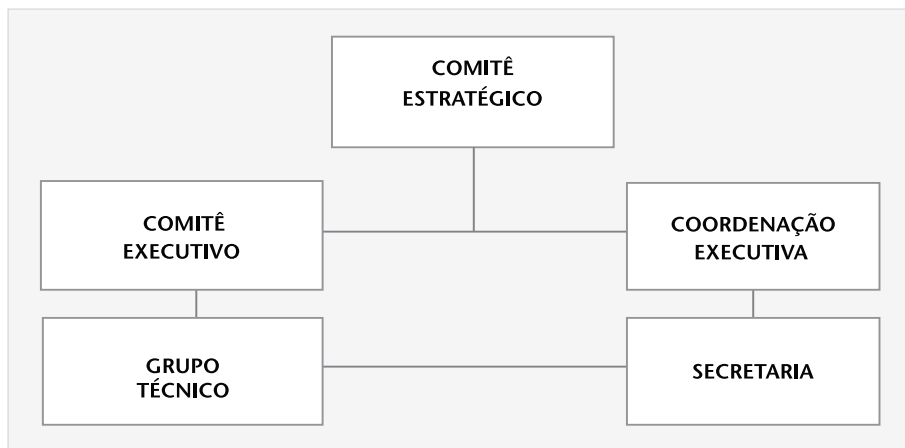 COMITÊ
ESTRATÉGICO
COMITÊ
EXECUTIVO
COORDENAÇÃO
EXECUTIVA
GRUPO
TÉCNICO
SECRETARIA